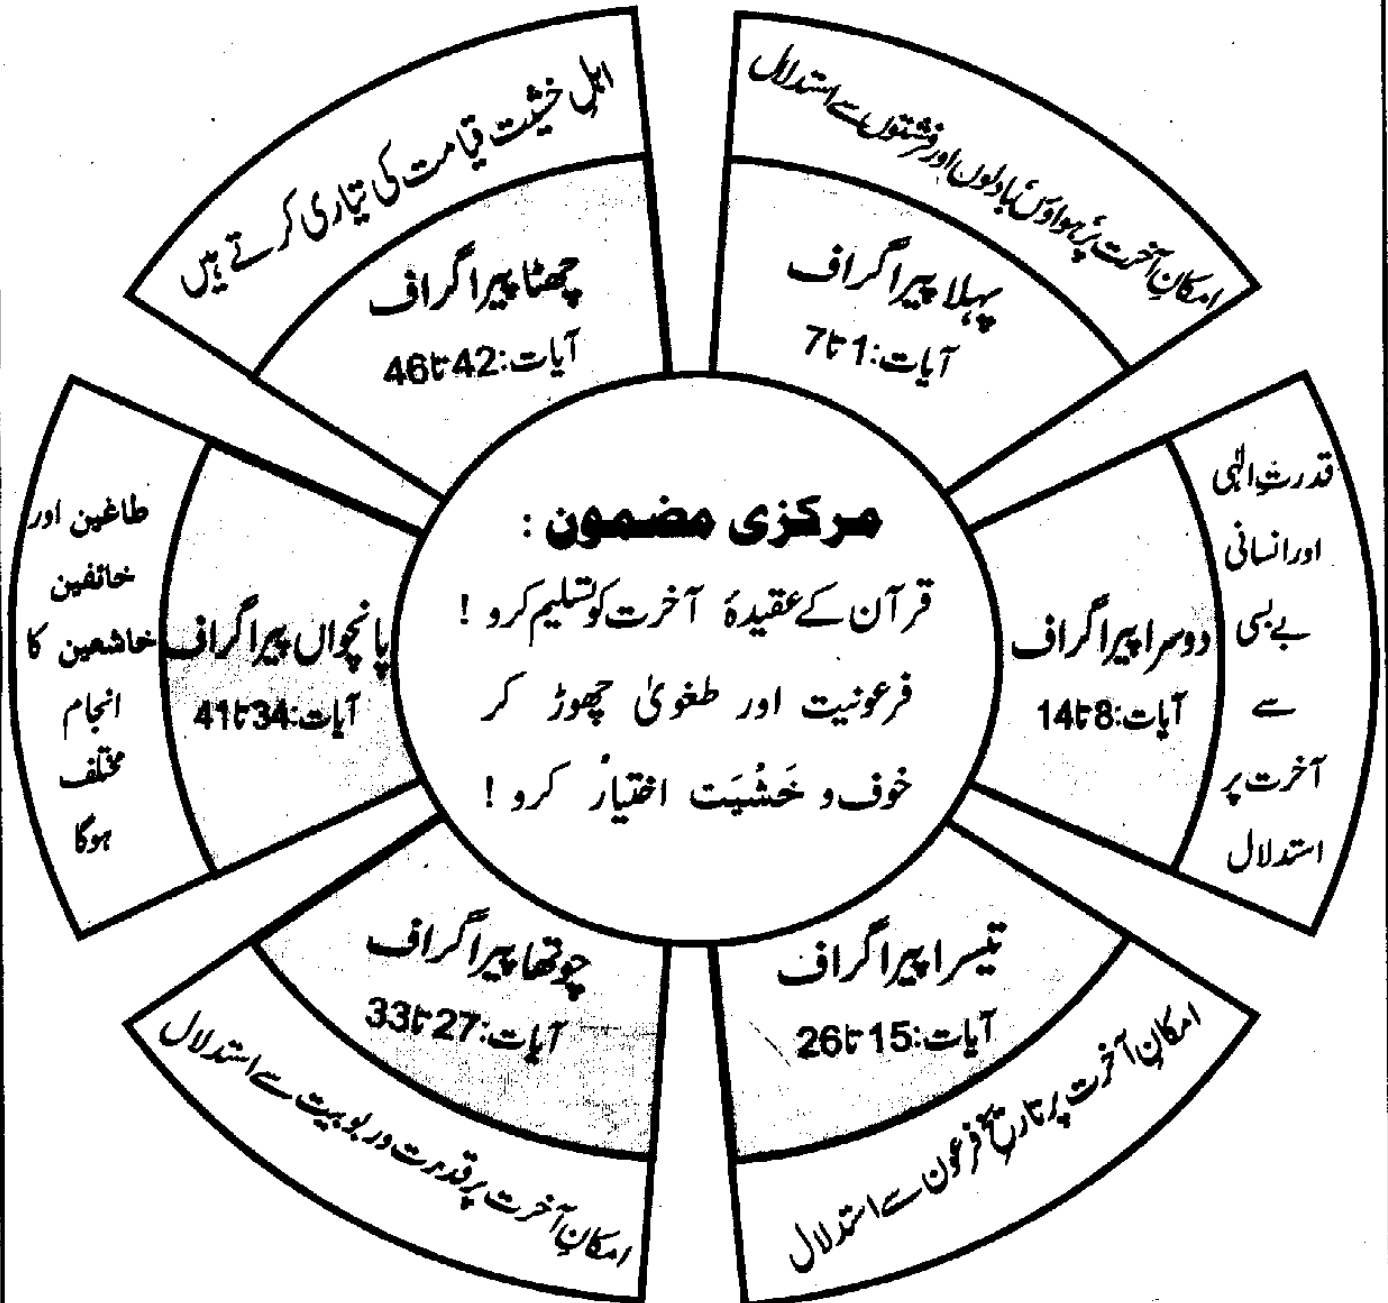 مرکزی مضمون :
قرآن کے عقیدۂ آخرت کو تسلیم کرو !
فرعونیت اور طغویٰ چھوڑ کر
خوف و خَشْیَت اختیار کرو !
امکانِ آخرت پر، ہواؤں، بادلوں اور فرشتوں سے استدلال
پہلا پیراگراف
آیات:1 تا 7
قدرتِ الٰہی
اور انسانی
بے بسی
سے
آخرت پر
استدلال
دوسرا پیراگراف
آیات:8 تا 14
تیسرا پیراگراف
آیات:15 تا 26
امکانِ آخرت پر تاریخِ فرعون سے استدلال
چوتھا پیراگراف
آیات:27 تا 33
امکانِ آخرت پر قدرت و ربوبیت سے استدلال
پانچواں پیراگراف
آیات:34 تا 41
طاغین اور
خائفین
خاشعین کا
انجام
مختلف
ہوگا
اہلِ خشیت قیامت کی تیاری کرتے ہیں
چھٹا پیراگراف
آیات:42 تا 46